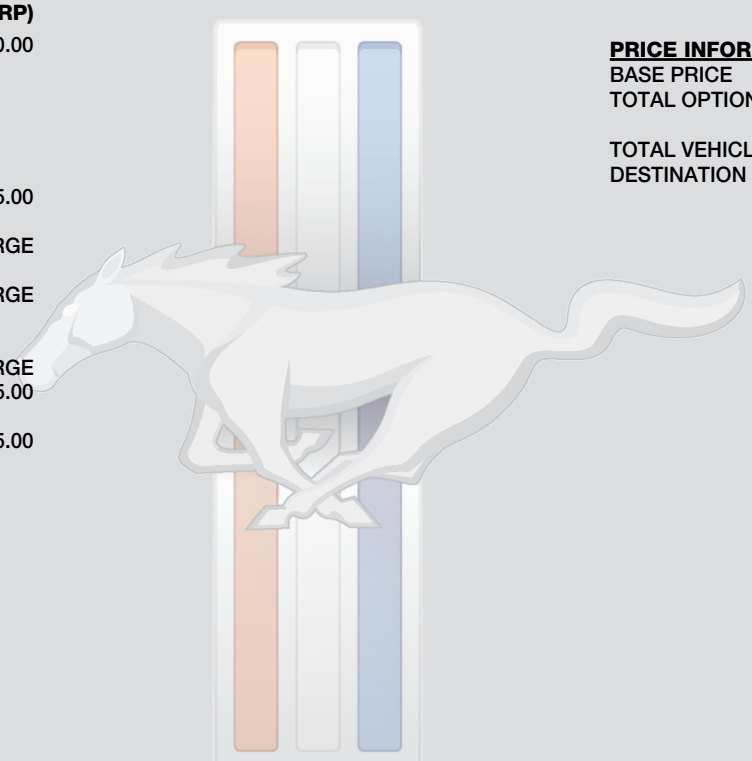 RP)
0.00
5.00
RGE
RGE
RGE
5.00
5.00
PRICE INFOR
BASE PRICE
TOTAL OPTION
TOTAL VEHICL
DESTINATION